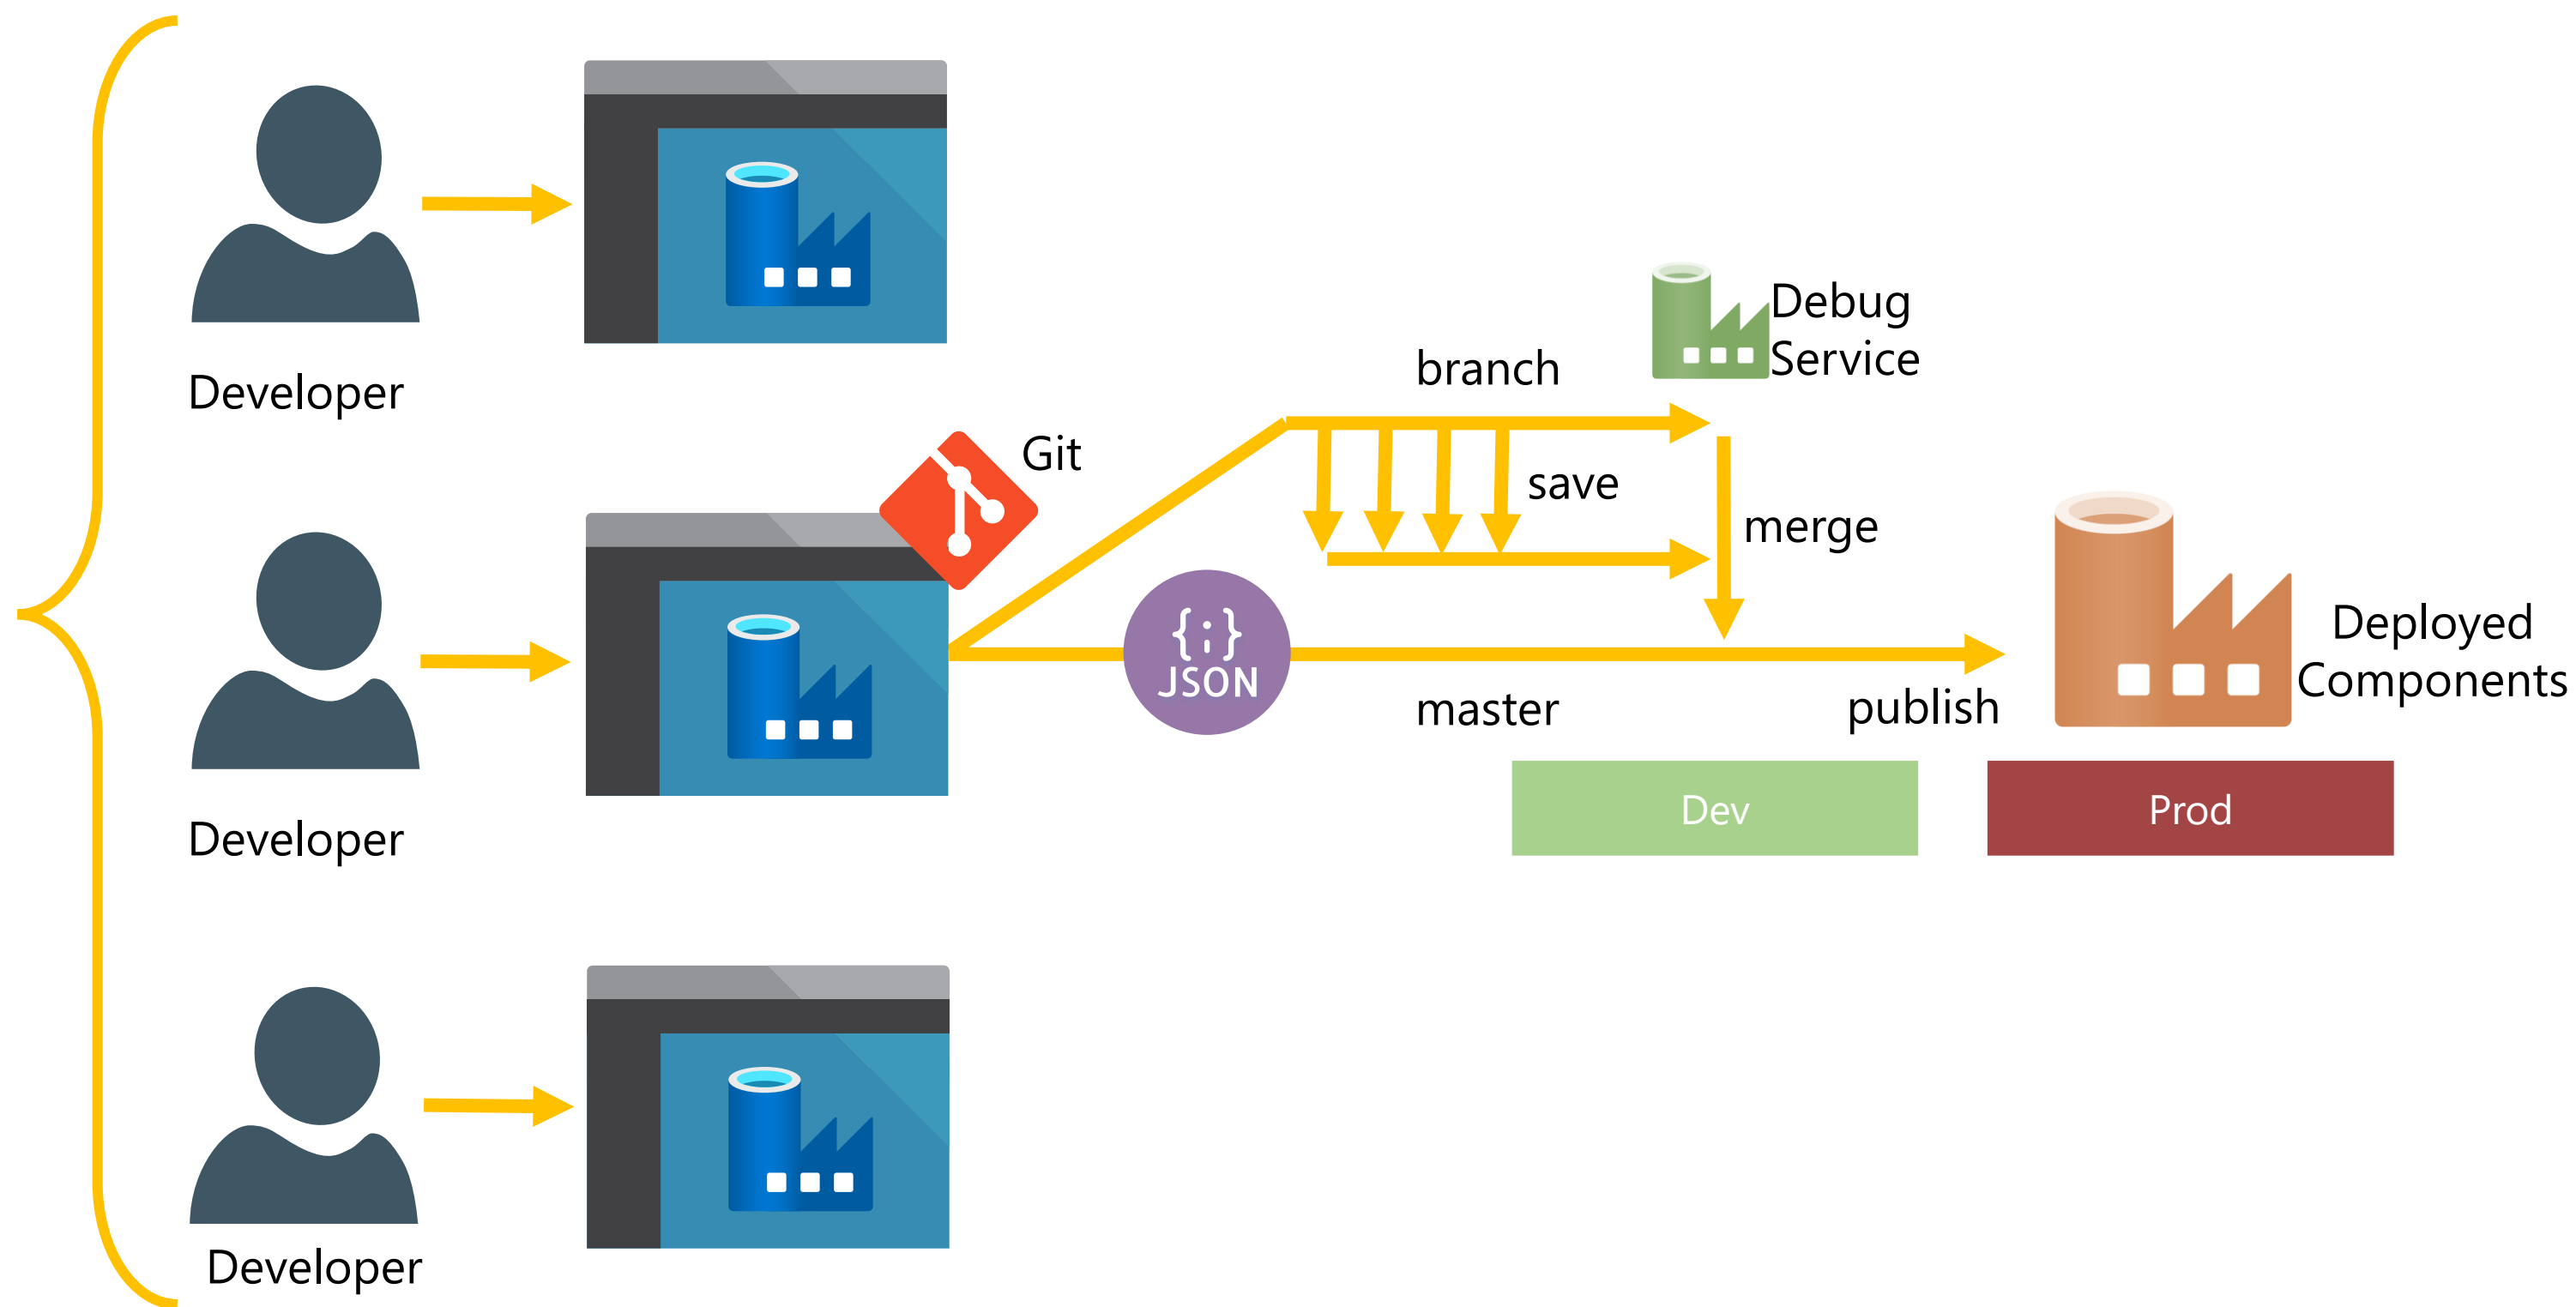 Developer
Developer
Developer
Git
branch
save
Debug
Service
merge
{;}
JSON
master
publish
Deployed
Components
Dev
Prod